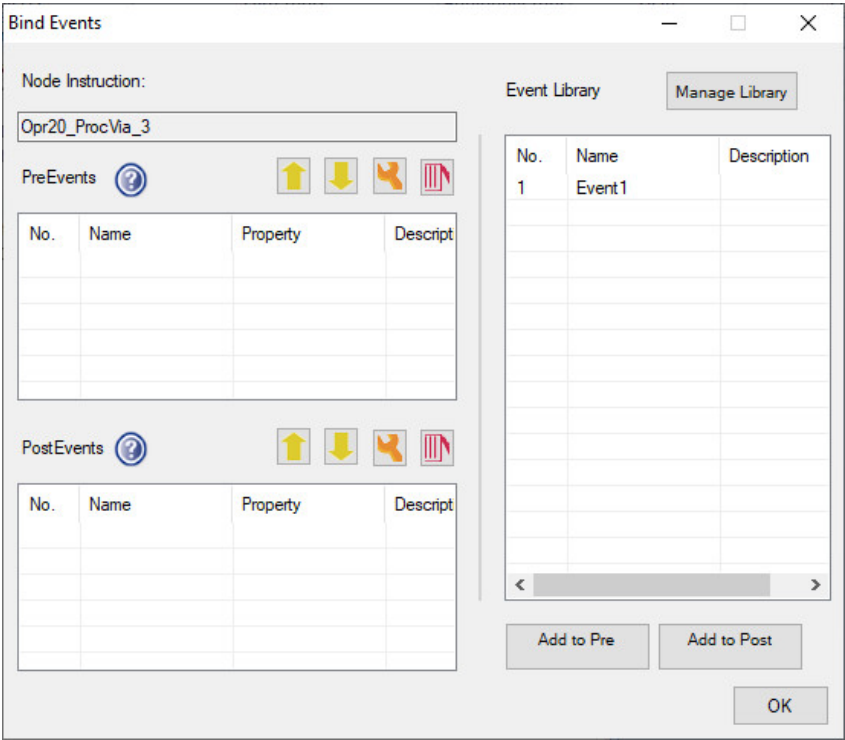 Bind Events
Node Instruction:
Opr20_ProcVia_3
PreEvents
No. Name Property Descript
PostEvents
No. Name Property Descript
Event Library Manage Library
No. Name Description
1 Event1
Add to Pre Add to Post
OK